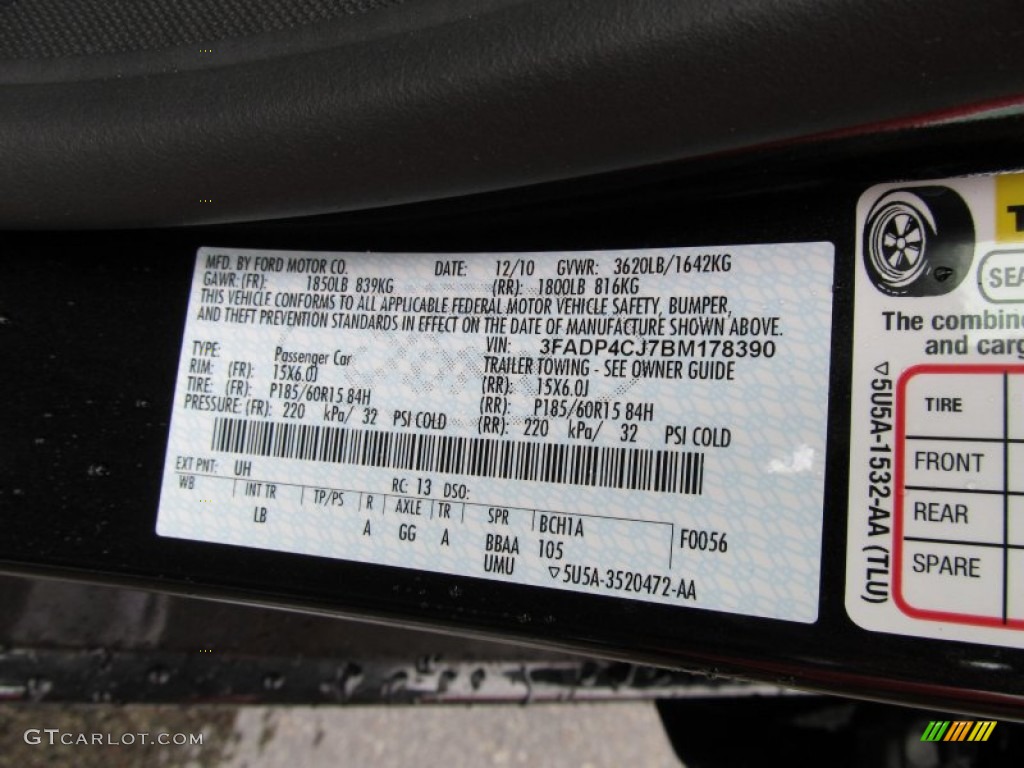 MFD. BY FORD MOTOR CO. DATE: 12/10 GVWR: 3620LB/1642KG
GAWR: (FR): 1850LB 839KG (RR): 1800LB 816KG
THIS VEHICLE CONFORMS TO ALL APPLICABLE FEDERAL MOTOR VEHICLE SAFETY, BUMPER,
AND THEFT PREVENTION STANDARDS IN EFFECT ON THE DATE OF MANUFACTURE SHOWN ABOVE.
VIN: 3FADP4CJ7BM178390
TYPE: Passenger Car TRAILER TOWING - SEE OWNER GUIDE
RIM: (FR): 15X6.0J (RR): 15X6.0J
TIRE: (FR): P185/60R15 84H (RR): P185/60R15 84H
PRESSURE: (FR): 220 kPa/ 32 PSI COLD (RR): 220 kPa/ 32 PSI COLD
EXT PNT: UH RC: 13 DSO:
WB INT TR TP/PS R AXLE TR SPR BCH1A F0056
LB A GG A BBAA 105
UMU ▽5U5A-3520472-AA
SEA
The combin
and carg
TIRE
FRONT
REAR
SPARE
▽5U5A-1532-AA (TLU)
GTCARLOT.COM